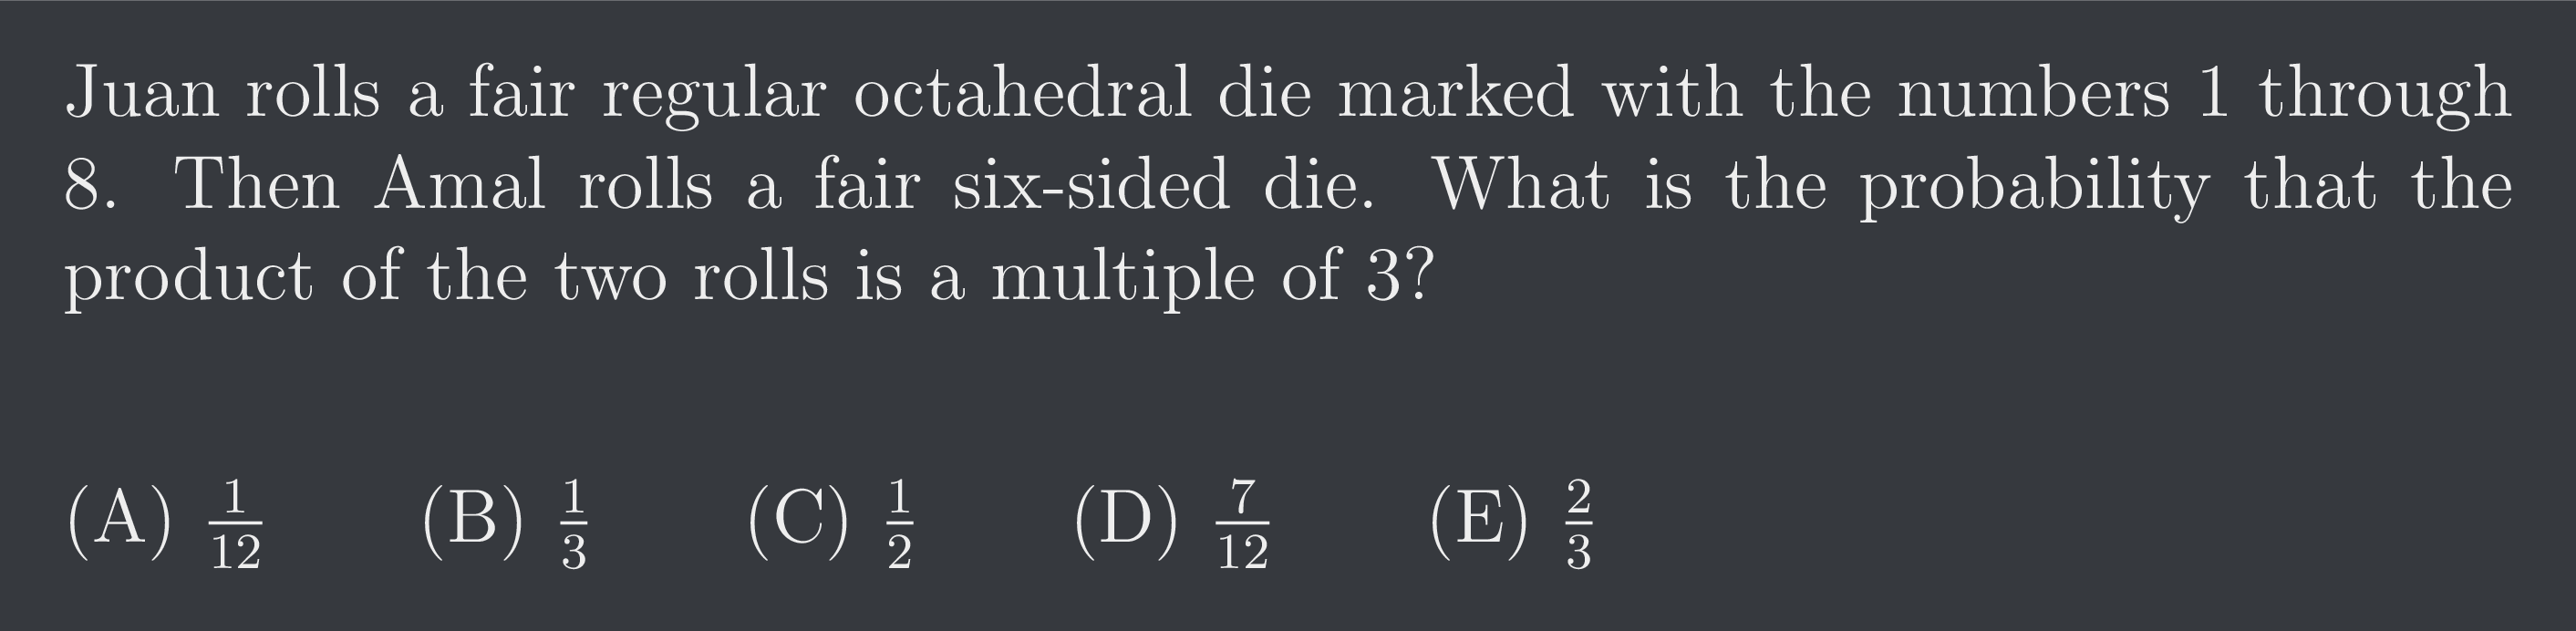 Juan rolls a fair regular octahedral die marked with the numbers 1 through
8. Then Amal rolls a fair six-sided die. What is the probability that the
product of the two rolls is a multiple of 3?
(A) 1/12 (B) 1/3 (C) 1/2 (D) 7/12 (E) 2/3